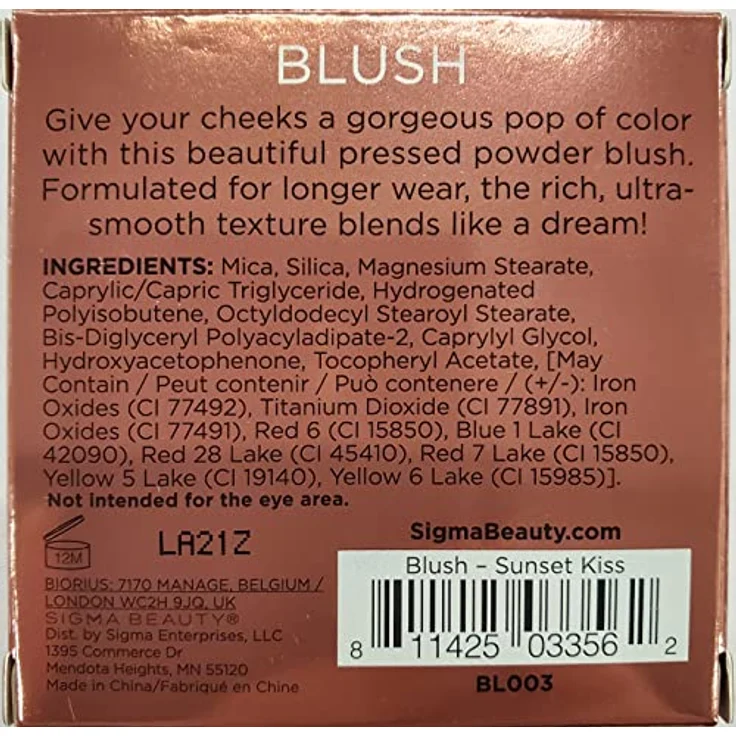 BLUSH
Give your cheeks a gorgeous pop of color
with this beautiful pressed powder blush.
Formulated for longer wear, the rich, ultra-
smooth texture blends like a dream!
INGREDIENTS: Mica, Silica, Magnesium Stearate,
Caprylic/Capric Triglyceride, Hydrogenated
Polyisobutene, Octyldodecyl Stearoyl Stearate,
Bis-Diglyceryl Polyacyladipate-2, Caprylyl Glycol,
Hydroxyacetophenone, Tocopheryl Acetate, [May
Contain / Peut contenir / Può contenere / (+/-): Iron
Oxides (CI 77492), Titanium Dioxide (CI 77891), Iron
Oxides (CI 77491), Red 6 (CI 15850), Blue 1 Lake (CI
42090), Red 28 Lake (CI 45410), Red 7 Lake (CI 15850),
Yellow 5 Lake (CI 19140), Yellow 6 Lake (CI 15985)].
Not intended for the eye area.
12M
LA21Z
BIORIUS: 7170 MANAGE, BELGIUM /
LONDON WC2H 9JQ, UK
SIGMA BEAUTY®
Dist. by Sigma Enterprises, LLC
1395 Commerce Dr
Mendota Heights, MN 55120
Made in China/Fabriqué en Chine
SigmaBeauty.com
Blush – Sunset Kiss
8 11425 03356 2
BL003